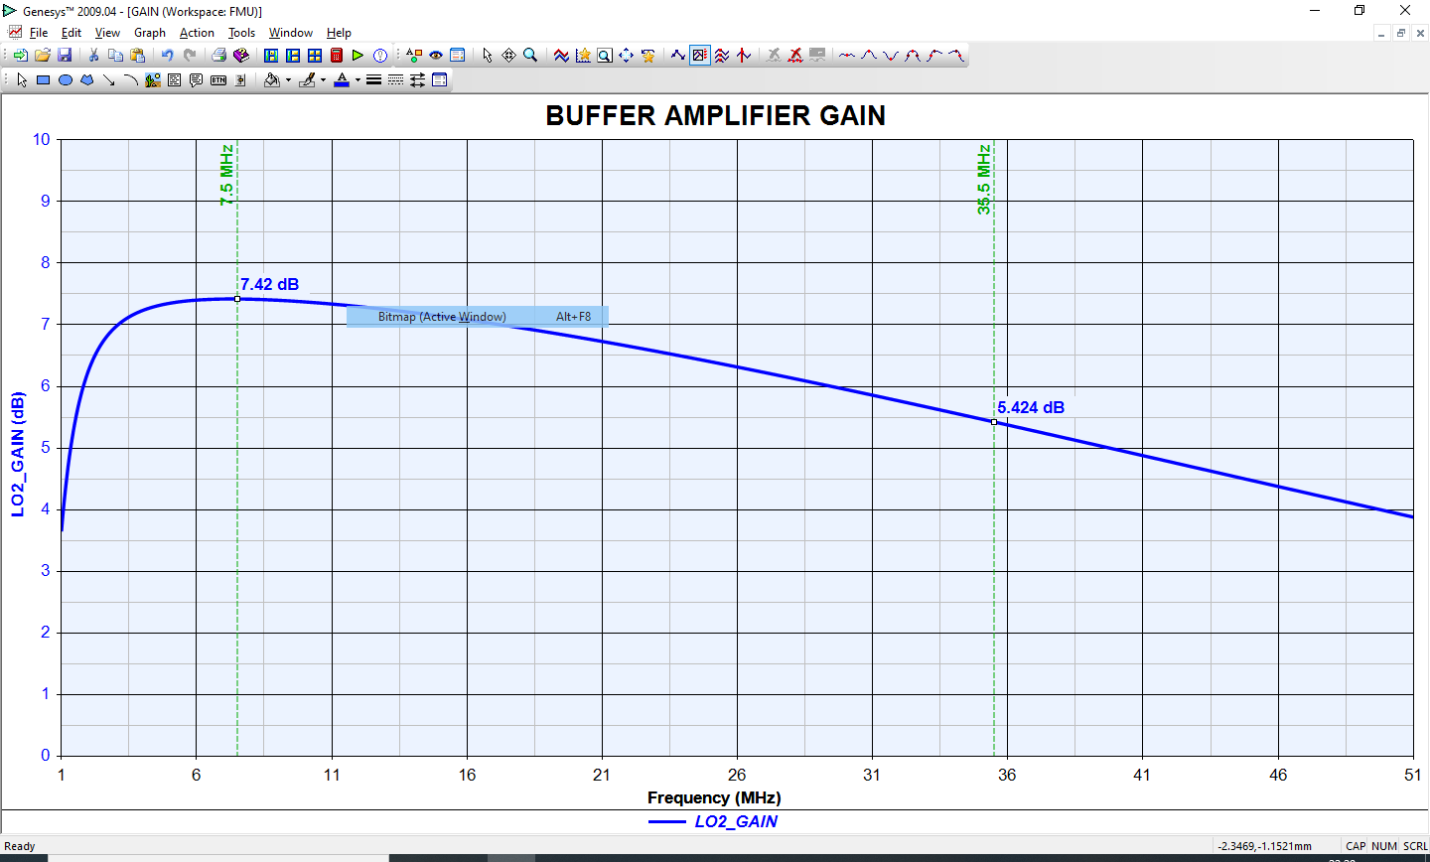 Genesys™ 2009.04 - [GAIN (Workspace: FMU)]
File Edit View Graph Action Tools Window Help
BUFFER AMPLIFIER GAIN
10
9
8
7
6
5
4
3
2
1
0
LO2_GAIN (dB)
7.5 MHz
35.5 MHz
7.42 dB
Bitmap (Active Window) Alt+F8
5.424 dB
1 6 11 16 21 26 31 36 41 46 51
Frequency (MHz)
LO2_GAIN
Ready -2.3469,-1.1521mm CAP NUM SCRL